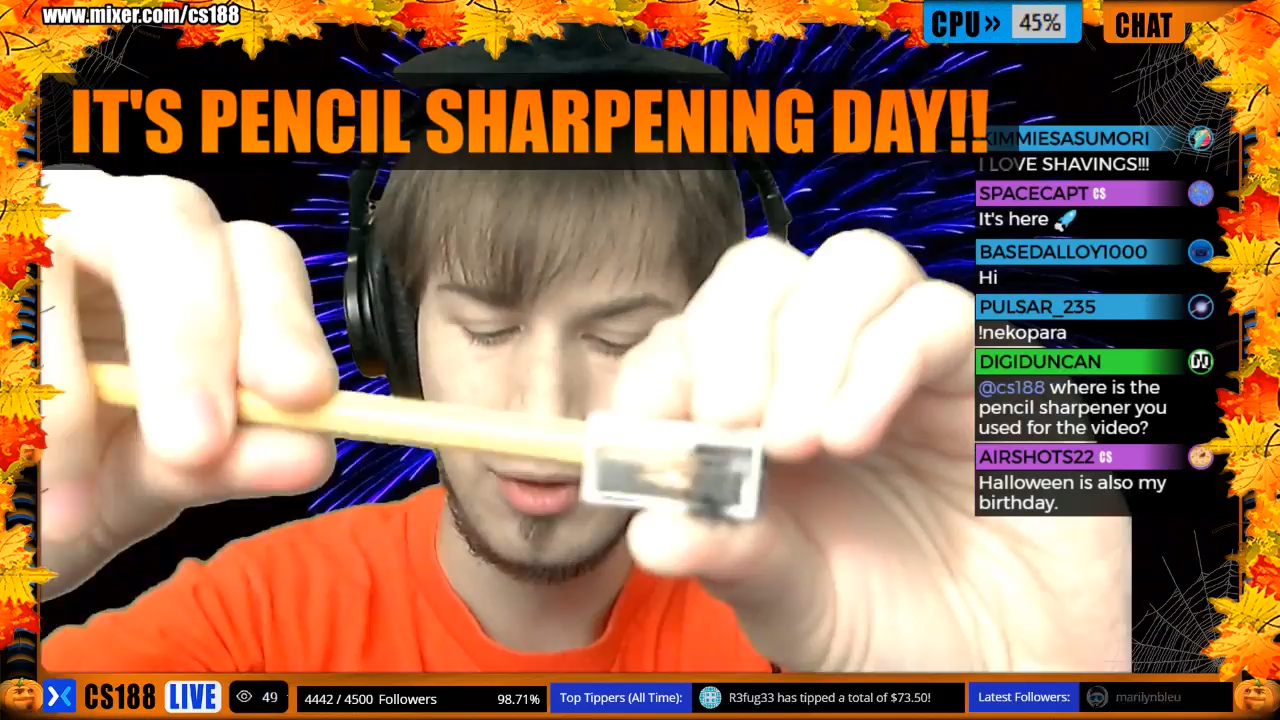 www.mixer.com/cs188
CPU» 45%
CHAT
IT'S PENCIL SHARPENING DAY!!
KIMMIESASUMORI
I LOVE SHAVINGS!!!
SPACECAPT CS
It's here 🚀
BASEDALLOY1000
Hi
PULSAR_235
!nekopara
DIGIDUNCAN
@cs188 where is the
pencil sharpener you
used for the video?
AIRSHOTS22 CS
Halloween is also my
birthday.
CS188 LIVE
49
4442 / 4500 Followers 98.71%
Top Tippers (All Time):
R3fug33 has tipped a total of $73.50!
Latest Followers:
marilynbleu